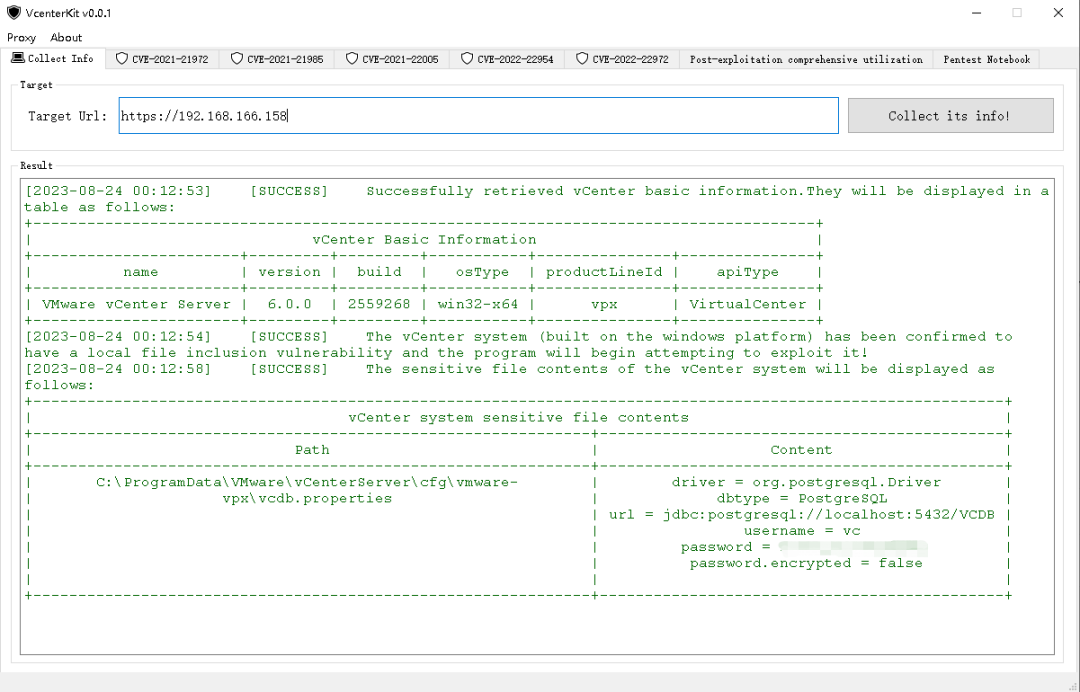 VcenterKit v0.0.1
Proxy About
Collect Info CVE-2021-21972 CVE-2021-21985 CVE-2021-22005 CVE-2022-22954 CVE-2022-22972 Post-exploitation comprehensive utilization Pentest Notebook
Target
Target Url: https://192.168.166.158 Collect its info!
Result
[2023-08-24 00:12:53] [SUCCESS] Successfully retrieved vCenter basic information.They will be displayed in a
table as follows:
vCenter Basic Information
name | version | build | osType | productLineId | apiType
VMware vCenter Server | 6.0.0 | 2559268 | win32-x64 | vpx | VirtualCenter
[2023-08-24 00:12:54] [SUCCESS] The vCenter system (built on the windows platform) has been confirmed to
have a local file inclusion vulnerability and the program will begin attempting to exploit it!
[2023-08-24 00:12:58] [SUCCESS] The sensitive file contents of the vCenter system will be displayed as
follows:
vCenter system sensitive file contents
Path | Content
C:\ProgramData\VMware\vCenterServer\cfg\vmware- | driver = org.postgresql.Driver
vpx\vcdb.properties | dbtype = PostgreSQL
url = jdbc:postgresql://localhost:5432/VCDB
username = vc
password =
password.encrypted = false